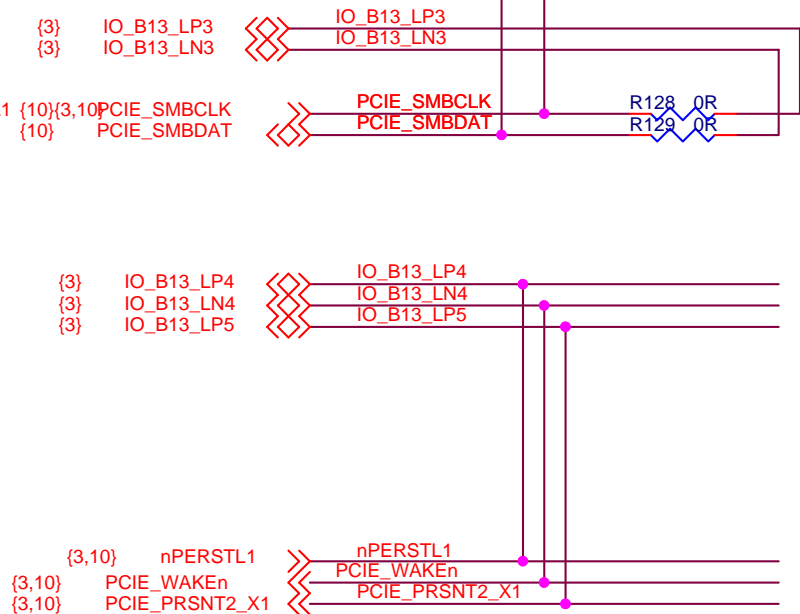 {3} IO_B13_LP3 IO_B13_LP3
{3} IO_B13_LN3 IO_B13_LN3
1 {10}{3,10} PCIE_SMBCLK PCIE_SMBCLK R128 0R
{10} PCIE_SMBDAT PCIE_SMBDAT R129 0R
{3} IO_B13_LP4 IO_B13_LP4
{3} IO_B13_LN4 IO_B13_LN4
{3} IO_B13_LP5 IO_B13_LP5
{3,10} nPERSTL1 nPERSTL1
{3,10} PCIE_WAKEn PCIE_WAKEn
{3,10} PCIE_PRSNT2_X1 PCIE_PRSNT2_X1